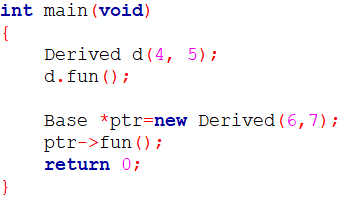 int main(void)
{
    Derived d(4, 5);
    d.fun();

    Base *ptr=new Derived(6,7);
    ptr->fun();
    return 0;
}